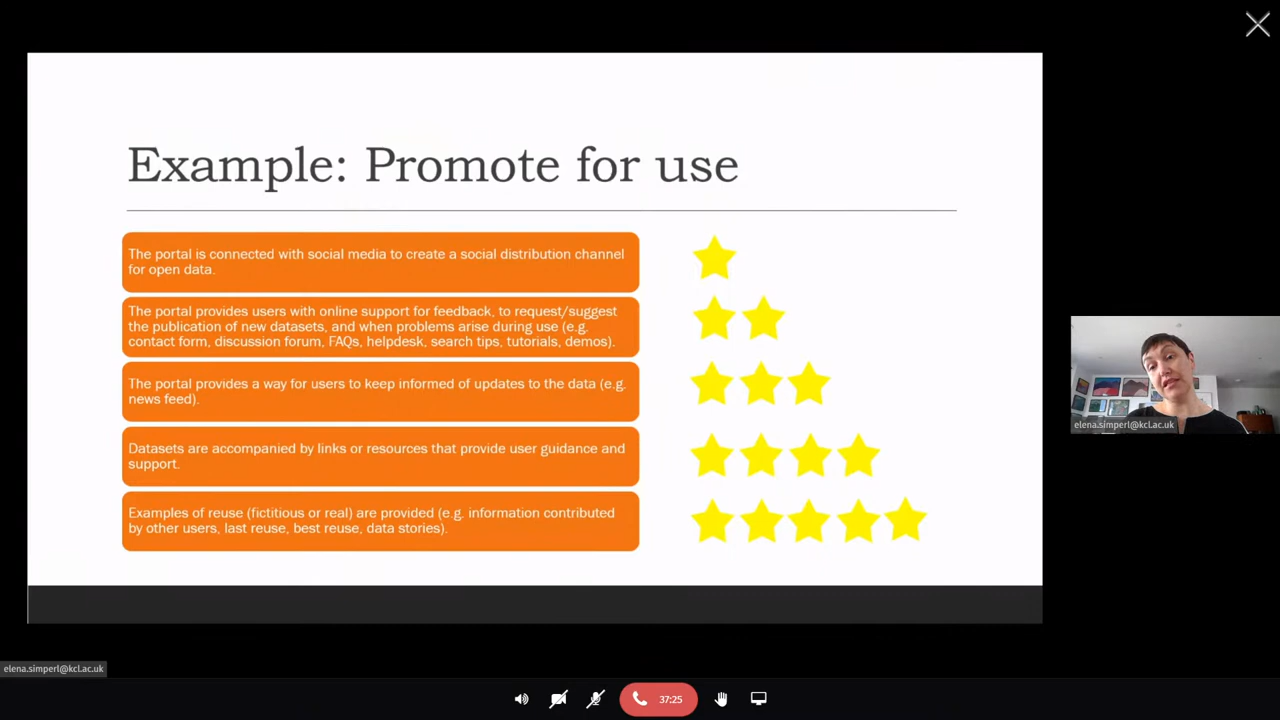 Example: Promote for use
The portal is connected with social media to create a social distribution channel
for open data.
The portal provides users with online support for feedback, to request/suggest
the publication of new datasets, and when problems arise during use (e.g.
contact form, discussion forum, FAQs, helpdesk, search tips, tutorials, demos).
The portal provides a way for users to keep informed of updates to the data (e.g.
news feed).
Datasets are accompanied by links or resources that provide user guidance and
support.
Examples of reuse (fictitious or real) are provided (e.g. information contributed
by other users, last reuse, best reuse, data stories).
elena.simperl@kcl.ac.uk
elena.simperl@kcl.ac.uk
37:25